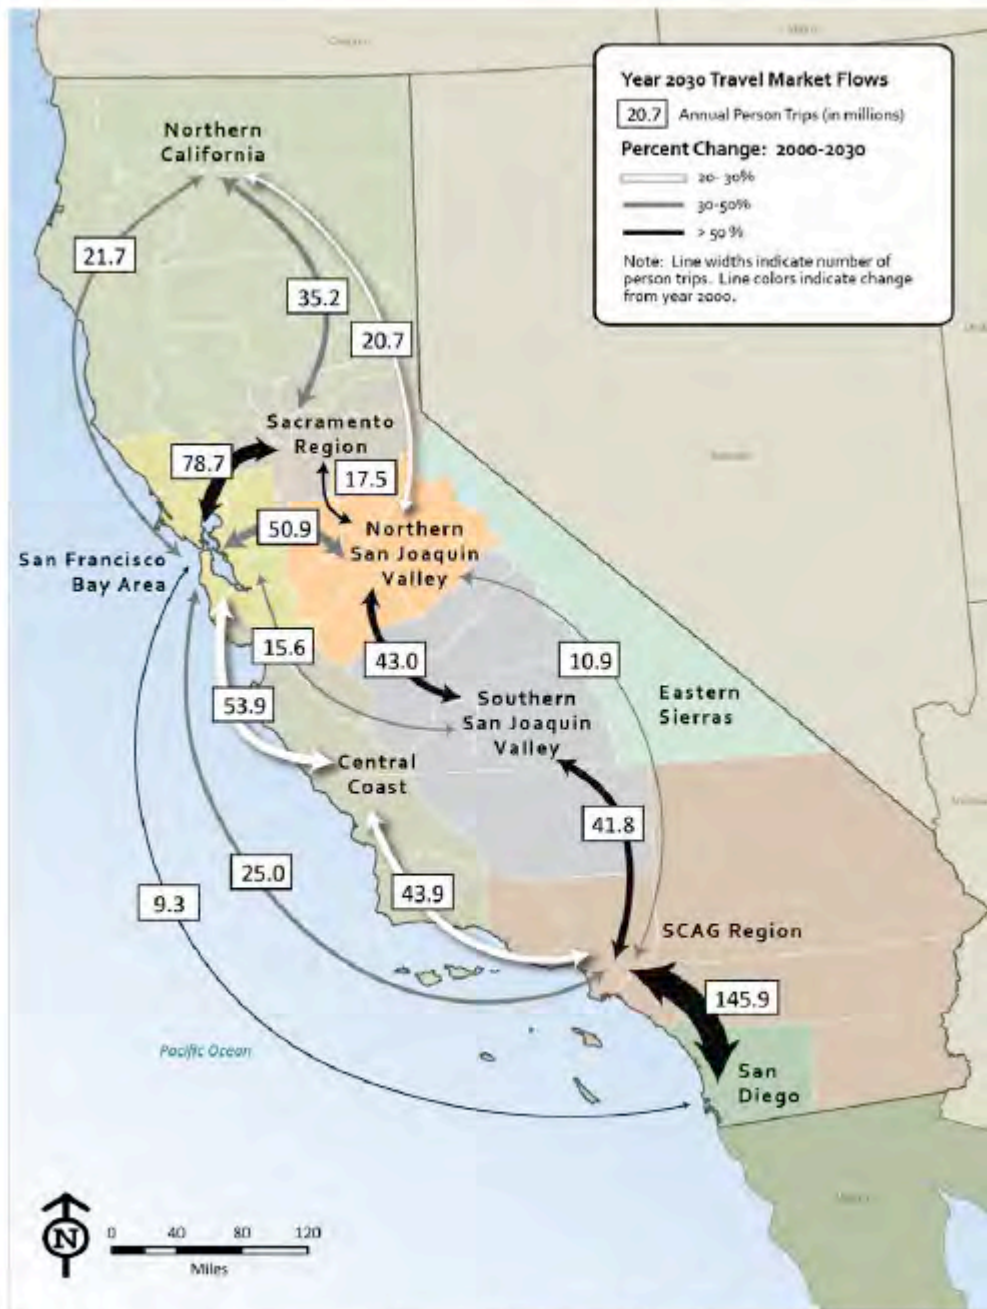 Oregon
Year 2030 Travel Market Flows
20.7 Annual Person Trips (in millions)
Percent Change: 2000-2030
20- 30%
30-50%
> 50 %
Note: Line widths indicate number of
person trips. Line colors indicate change
from year 2000.
Northern
California
21.7
35.2
20.7
Sacramento
Region
78.7
17.5
50.9
Northern
San Joaquin
Valley
San Francisco
Bay Area
15.6
43.0
10.9
53.9
Southern
San Joaquin
Valley
Eastern
Sierras
Central
Coast
41.8
25.0
43.9
9.3
SCAG Region
145.9
Pacific Ocean
San
Diego
N
0 40 80 120
Miles